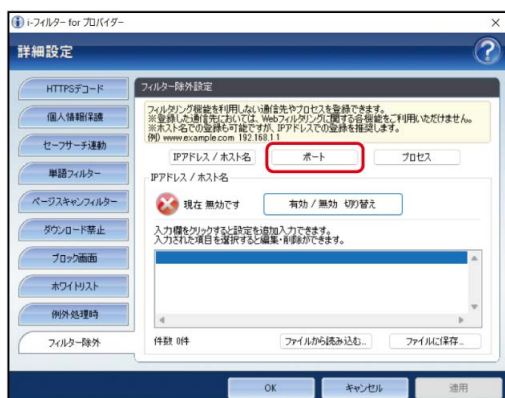 i-フィルター for プロバイダー
詳細設定
HTTPSデコード
個人情報保護
セーフサーチ連動
単語フィルター
ページスキャンフィルター
ダウンロード禁止
ブロック画面
ホワイトリスト
例外処理時
フィルター除外
フィルター除外設定
フィルタリング機能を利用しない通信先やプロセスを登録できます。
※登録した通信先においては、Webフィルタリングに関する各機能をご利用いただけません。
※ホスト名での登録も可能ですが、IPアドレスでの登録を推奨します。
例) www.example.com 192.168.1.1
IPアドレス / ホスト名 ポート プロセス
IPアドレス / ホスト名
現在 無効です 有効 / 無効 切り替え
入力欄をクリックすると設定を追加入力できます。
入力された項目を選択すると編集・削除ができます。
件数 0件 ファイルから読み込む... ファイルに保存...
OK キャンセル 適用